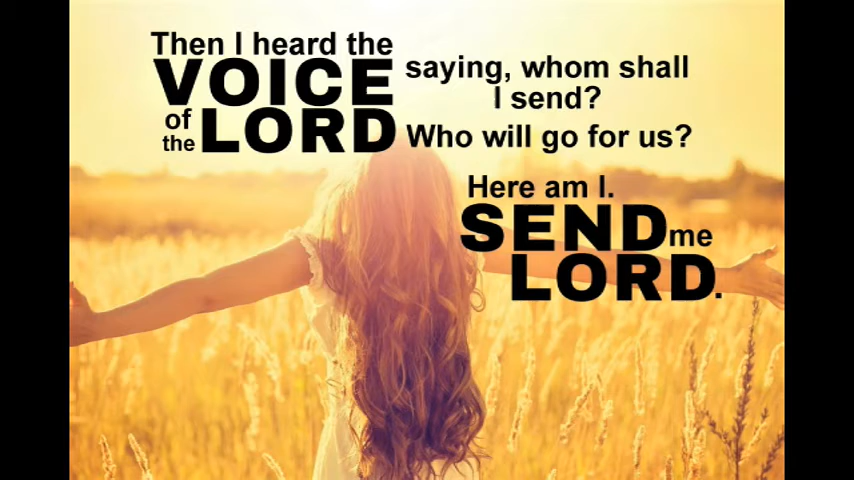 Then I heard the
VOICE
of the LORD
saying, whom shall
I send?
Who will go for us?
Here am I.
SEND me
LORD.